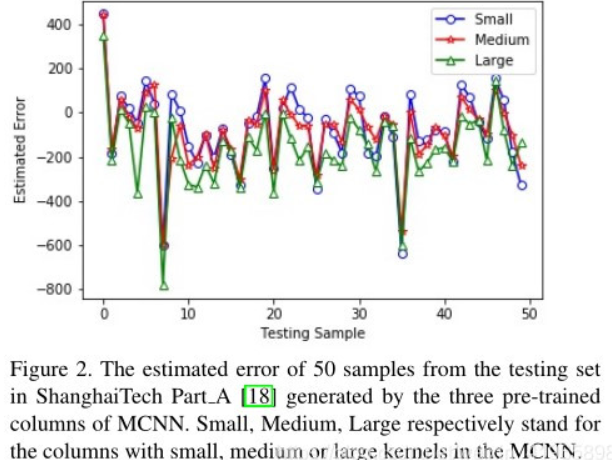 400
200
0
−200
−400
−600
−800
Estimated Error
Small
Medium
Large
0 10 20 30 40 50
Testing Sample
Figure 2. The estimated error of 50 samples from the testing set
in ShanghaiTech Part_A [18] generated by the three pre-trained
columns of MCNN. Small, Medium, Large respectively stand for
the columns with small, medium or large kernels in the MCNN.